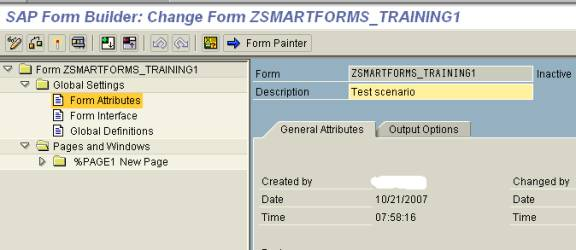 SAP Form Builder: Change Form ZSMARTFORMS_TRAINING1
Form Painter
Form ZSMARTFORMS_TRAINING1
Global Settings
Form Attributes
Form Interface
Global Definitions
Pages and Windows
%PAGE1 New Page
Form ZSMARTFORMS_TRAINING1 Inactive
Description Test scenario
General Attributes Output Options
Created by Changed by
Date 10/21/2007 Date
Time 07:58:16 Time